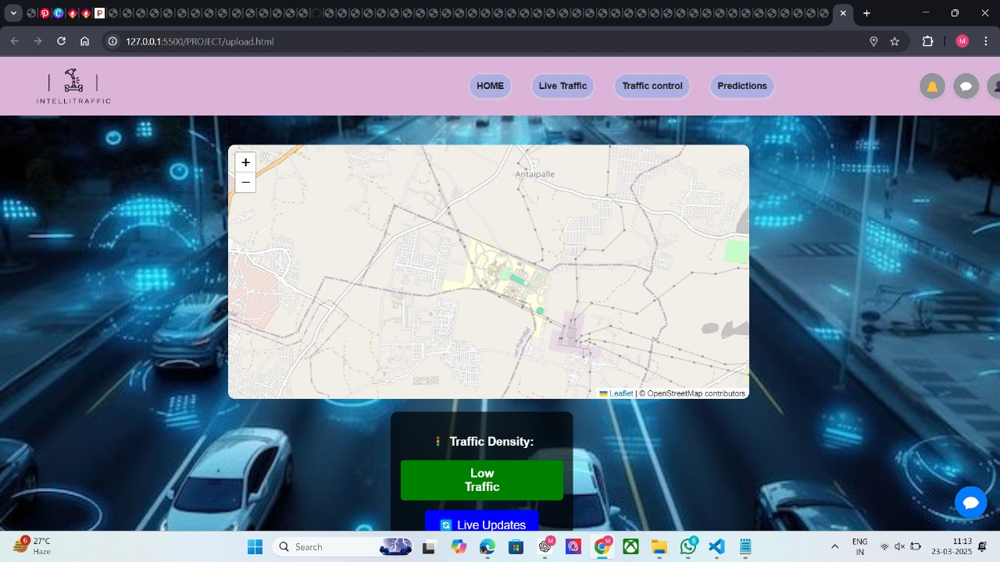 127.0.0.1:5500/PROJECT/upload.html
M
INTELLITRAFFIC
HOME
Live Traffic
Traffic control
Predictions
+
−
Antaipalle
Leaflet | © OpenStreetMap contributors
Traffic Density:
Low
Traffic
Live Updates
6
27°C
Haze
Search
M
M
8
ENG
IN
11:13
23-03-2025